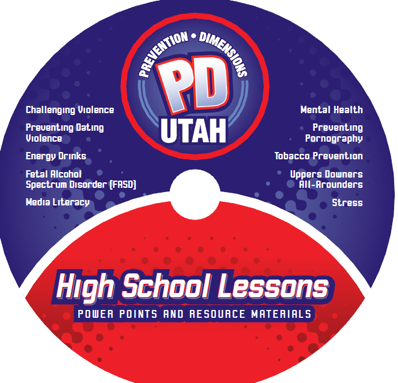 PREVENTION • DIMENSIONS
PD
UTAH
Challenging Violence
Preventing Dating
Violence
Energy Drinks
Fetal Alcohol
Spectrum Disorder (FASD)
Media Literacy
Mental Health
Preventing
Pornography
Tobacco Prevention
Uppers Downers
All-Arounders
Stress
High School Lessons
POWER POINTS AND RESOURCE MATERIALS